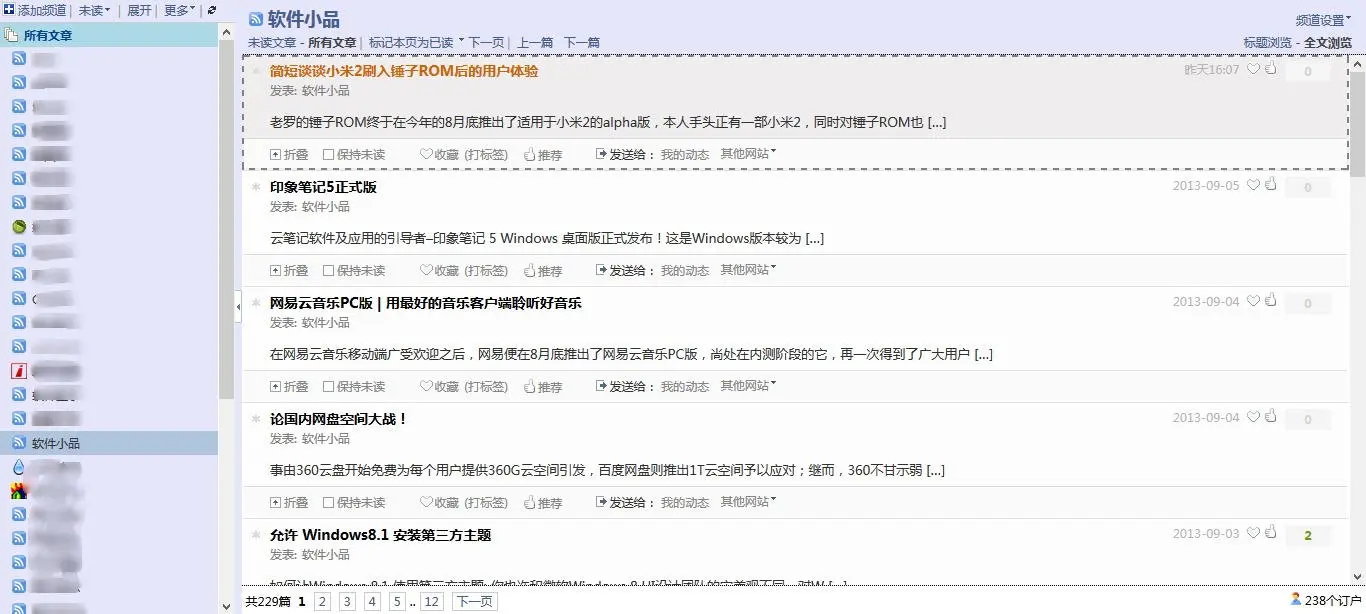 添加频道 | 未读 | 展开 | 更多 |
所有文章
软件小品
软件小品
频道设置
未读文章 - 所有文章 | 标记本页为已读 下一页 | 上一篇 下一篇
标题浏览 - 全文浏览
简短谈谈小米2刷入锤子ROM后的用户体验
昨天16:07 0
发表: 软件小品
老罗的锤子ROM终于在今年的8月底推出了适用于小米2的alpha版，本人手头正有一部小米2，同时对锤子ROM也 [...]
折叠 保持未读 收藏 (打标签) 推荐 发送给： 我的动态 其他网站
印象笔记5正式版
2013-09-05 0
发表: 软件小品
云笔记软件及应用的引导者–印象笔记 5 Windows 桌面版正式发布！这是Windows版本较为 [...]
折叠 保持未读 收藏 (打标签) 推荐 发送给： 我的动态 其他网站
网易云音乐PC版 | 用最好的音乐客户端聆听好音乐
2013-09-04 0
发表: 软件小品
在网易云音乐移动端广受欢迎之后，网易便在8月底推出了网易云音乐PC版，尚处在内测阶段的它，再一次得到了广大用户 [...]
折叠 保持未读 收藏 (打标签) 推荐 发送给： 我的动态 其他网站
论国内网盘空间大战！
2013-09-04 0
发表: 软件小品
事由360云盘开始免费为每个用户提供360G云空间引发，百度网盘则推出1T云空间予以应对；继而，360不甘示弱 [...]
折叠 保持未读 收藏 (打标签) 推荐 发送给： 我的动态 其他网站
允许 Windows8.1 安装第三方主题
2013-09-03 2
发表: 软件小品
共229篇 1 2 3 4 5 .. 12 下一页
238个订户